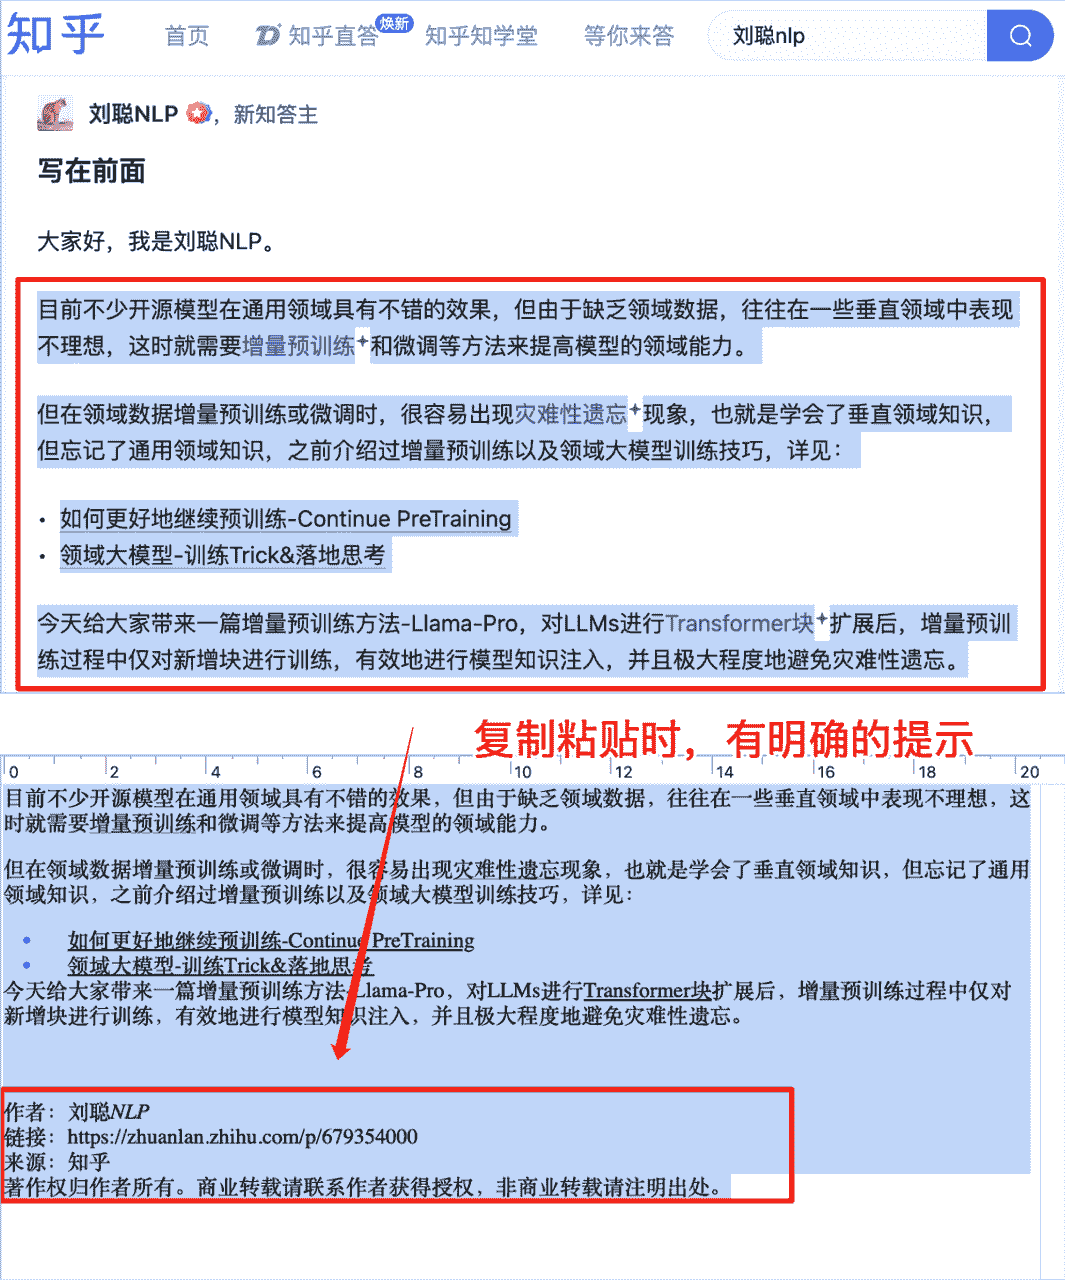 知乎
首页
知乎直答
焕新
知乎知学堂
等你来答
刘聪nlp
刘聪NLP，新知答主
写在前面
大家好，我是刘聪NLP。
目前不少开源模型在通用领域具有不错的效果，但由于缺乏领域数据，往往在一些垂直领域中表现
不理想，这时就需要增量预训练和微调等方法来提高模型的领域能力。
但在领域数据增量预训练或微调时，很容易出现灾难性遗忘现象，也就是学会了垂直领域知识，
但忘记了通用领域知识，之前介绍过增量预训练以及领域大模型训练技巧，详见：
• 如何更好地继续预训练-Continue PreTraining
• 领域大模型-训练Trick&落地思考
今天给大家带来一篇增量预训练方法-Llama-Pro，对LLMs进行Transformer块扩展后，增量预训
练过程中仅对新增块进行训练，有效地进行模型知识注入，并且极大程度地避免灾难性遗忘。
复制粘贴时，有明确的提示
0 2 4 6 8 10 12 14 16 18 20
目前不少开源模型在通用领域具有不错的效果，但由于缺乏领域数据，往往在一些垂直领域中表现不理想，这
时就需要增量预训练和微调等方法来提高模型的领域能力。
但在领域数据增量预训练或微调时，很容易出现灾难性遗忘现象，也就是学会了垂直领域知识，但忘记了通用
领域知识，之前介绍过增量预训练以及领域大模型训练技巧，详见：
• 如何更好地继续预训练-Continue PreTraining
• 领域大模型-训练Trick&落地思考
今天给大家带来一篇增量预训练方法-Llama-Pro，对LLMs进行Transformer块扩展后，增量预训练过程中仅对
新增块进行训练，有效地进行模型知识注入，并且极大程度地避免灾难性遗忘。
作者：刘聪NLP
链接：https://zhuanlan.zhihu.com/p/679354000
来源：知乎
著作权归作者所有。商业转载请联系作者获得授权，非商业转载请注明出处。